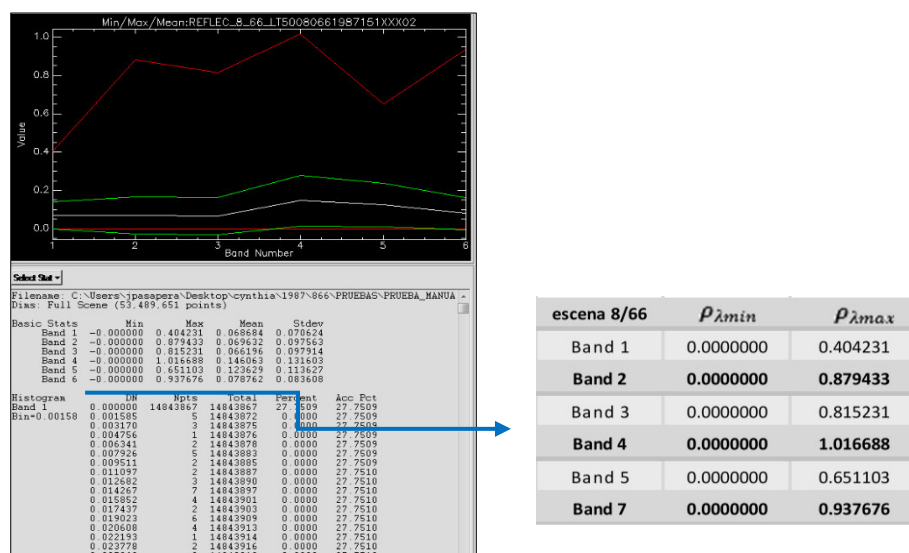 Min/Max/Mean:REFLEC_8_66_LT50080661987151XXX02
1.0
0.8
0.6
0.4
0.2
0.0
Value
1 2 3 4 5 6
Band Number
Select Stat
Filename: C:\Users\jpasapera\Desktop\cynthia\1987\866\PRUEBAS\PRUEBA_MANUA
Dims: Full Scene (53,489,651 points)
Basic Stats Min Max Mean Stdev
Band 1 -0.000000 0.404231 0.068684 0.070624
Band 2 -0.000000 0.879433 0.069632 0.097563
Band 3 -0.000000 0.815231 0.066196 0.097914
Band 4 -0.000000 1.016688 0.146063 0.131603
Band 5 -0.000000 0.651103 0.123629 0.113627
Band 6 -0.000000 0.937676 0.078762 0.083608
Histogram DN Npts Total Percent Acc Pct
Band 1 0.000000 14843867 14843867 27.7509 27.7509
Bin=0.00158 0.001585 5 14843872 0.0000 27.7509
0.003170 3 14843875 0.0000 27.7509
0.004756 1 14843876 0.0000 27.7509
0.006341 2 14843878 0.0000 27.7509
0.007926 5 14843883 0.0000 27.7509
0.009511 2 14843885 0.0000 27.7509
0.011097 2 14843887 0.0000 27.7510
0.012682 3 14843890 0.0000 27.7510
0.014267 7 14843897 0.0000 27.7510
0.015852 4 14843901 0.0000 27.7510
0.017437 2 14843903 0.0000 27.7510
0.019023 6 14843909 0.0000 27.7510
0.020608 4 14843913 0.0000 27.7510
0.022193 1 14843914 0.0000 27.7510
0.023778 2 14843916 0.0000 27.7510
escena 8/66 ρλmin ρλmax
Band 1 0.0000000 0.404231
Band 2 0.0000000 0.879433
Band 3 0.0000000 0.815231
Band 4 0.0000000 1.016688
Band 5 0.0000000 0.651103
Band 7 0.0000000 0.937676